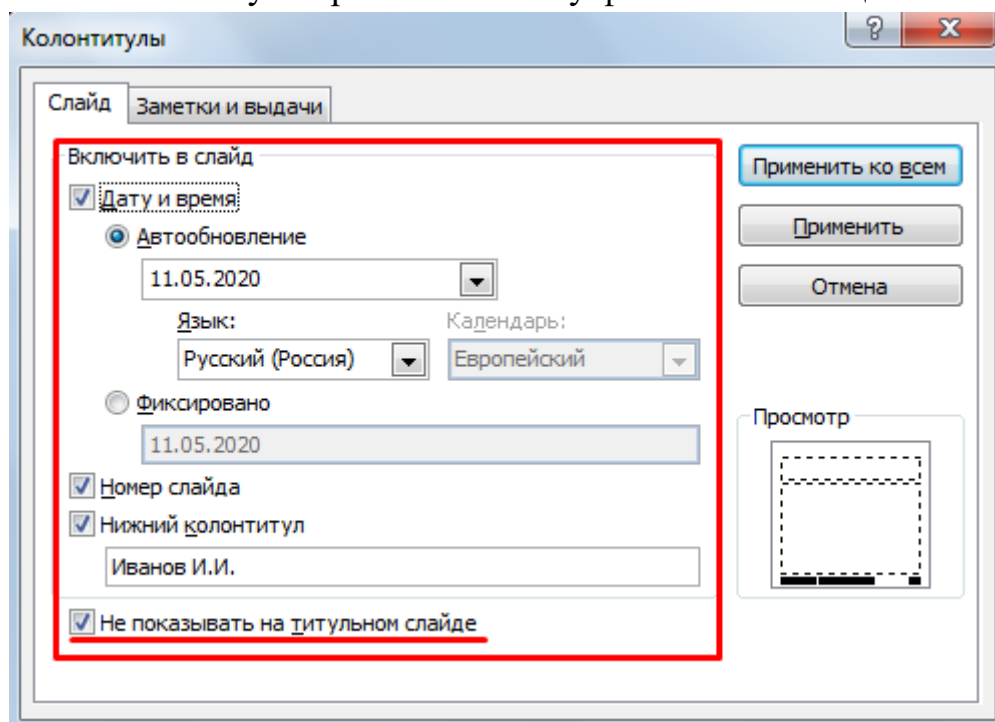 Колонтитулы
Слайд
Заметки и выдачи
Включить в слайд
Дату и время
Автообновление
11.05.2020
Язык:
Календарь:
Русский (Россия)
Европейский
Фиксировано
11.05.2020
Номер слайда
Нижний колонтитул
Иванов И.И.
Не показывать на титульном слайде
Применить ко всем
Применить
Отмена
Просмотр